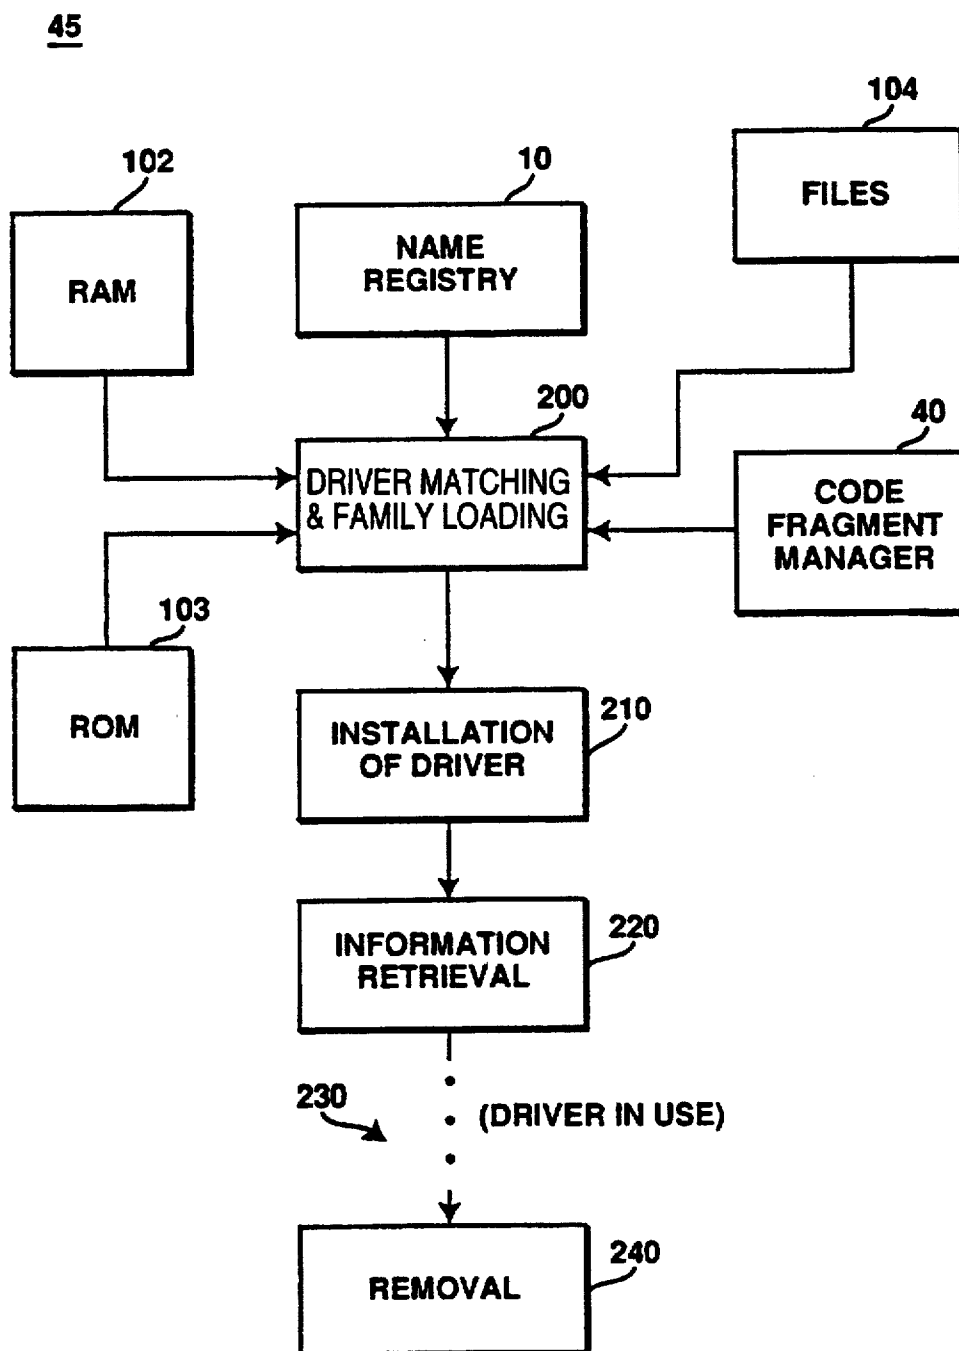 45
104
FILES
102
RAM
10
NAME
REGISTRY
200
DRIVER MATCHING
& FAMILY LOADING
40
CODE
FRAGMENT
MANAGER
103
ROM
210
INSTALLATION
OF DRIVER
220
INFORMATION
RETRIEVAL
230
(DRIVER IN USE)
240
REMOVAL